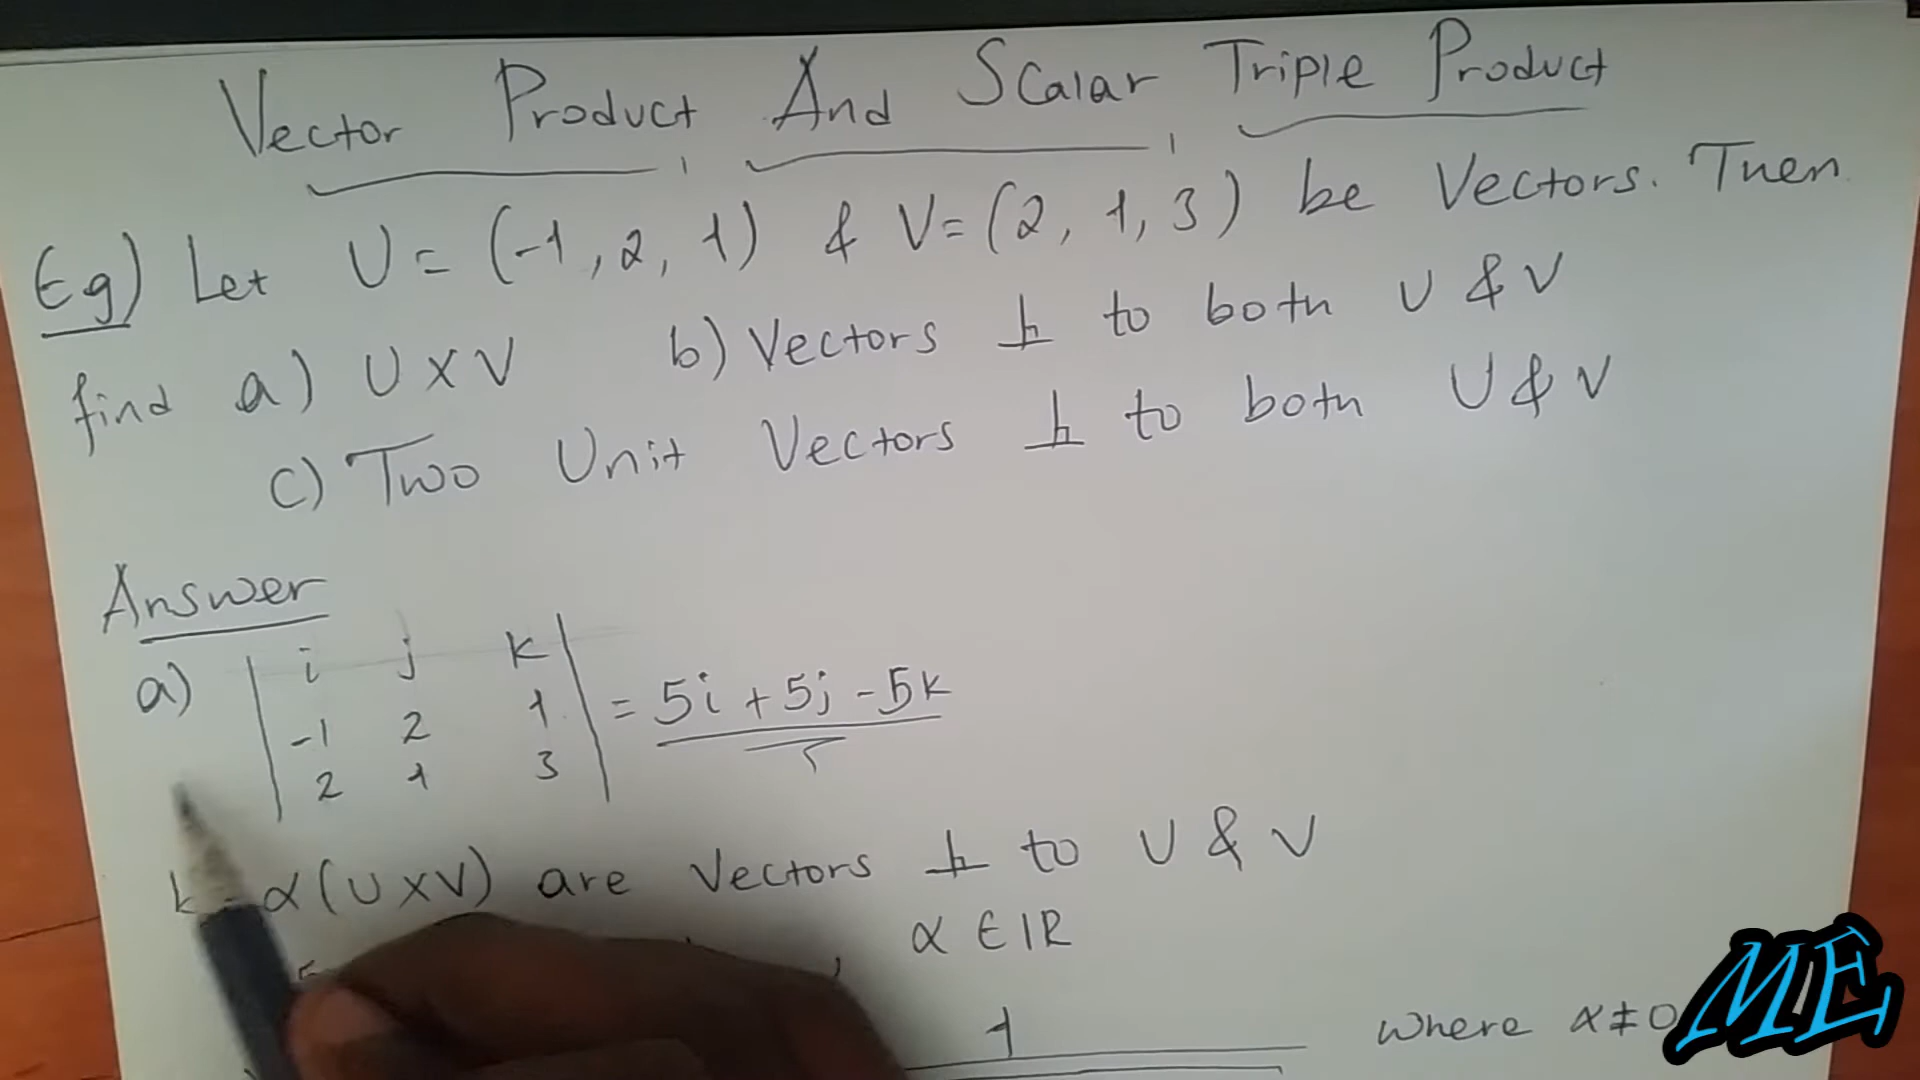 Vector Product And Scalar Triple Product
Eg) Let U = (-1, 2, 1) & V = (2, 1, 3) be Vectors. Then
find a) U X V b) Vectors ⊥ to both U & V
c) Two Unit Vectors ⊥ to both U & V
Answer
a) | i j k |
| -1 2 1 | = 5i + 5j - 5k
| 2 1 3 |
α(U X V) are Vectors ⊥ to U & V
α ∈ IR
1 where α ≠ 0
ME